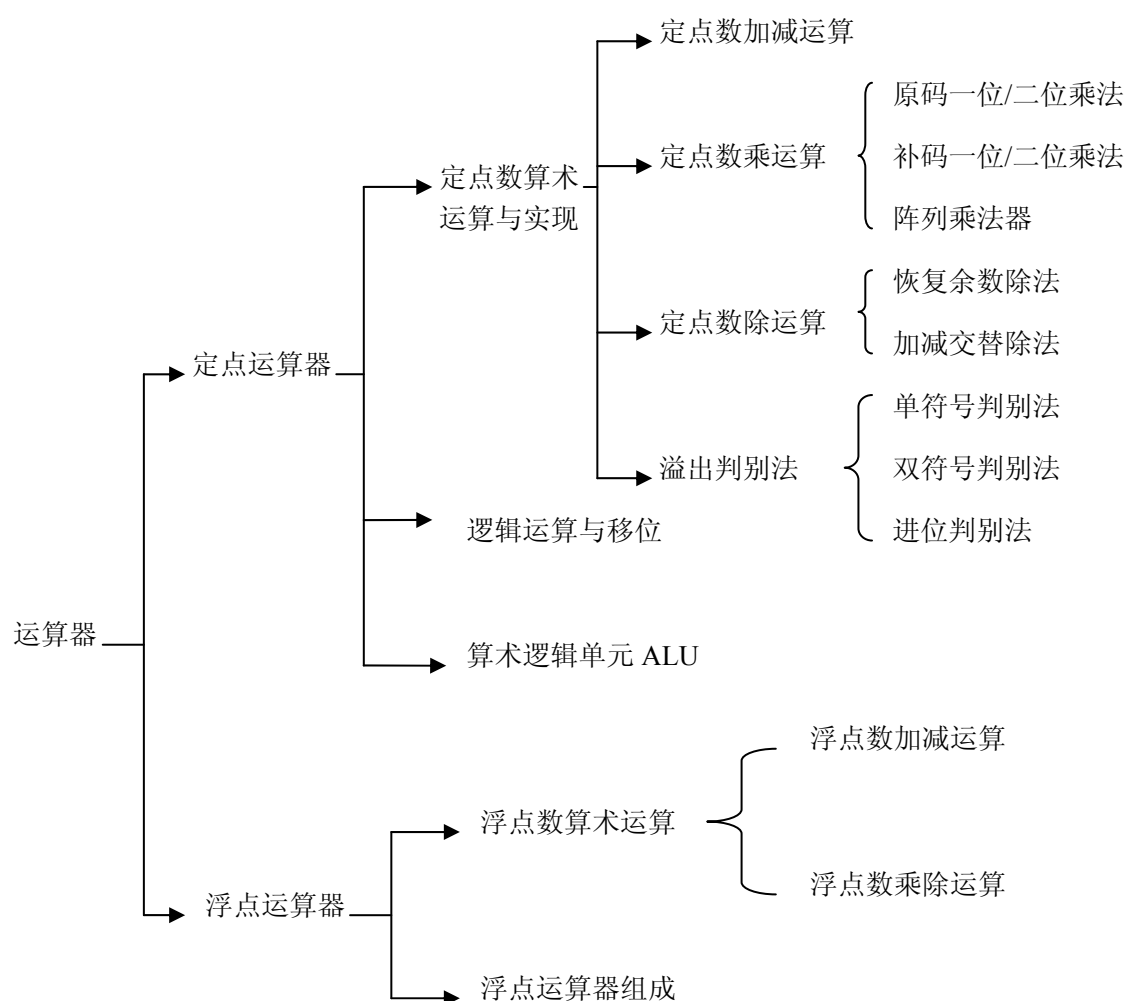 定点数加减运算
原码一位/二位乘法
定点数乘运算
补码一位/二位乘法
定点数算术
运算与实现
阵列乘法器
恢复余数除法
定点数除运算
加减交替除法
定点运算器
单符号判别法
溢出判别法
双符号判别法
逻辑运算与移位
进位判别法
运算器
算术逻辑单元 ALU
浮点数加减运算
浮点数算术运算
浮点数乘除运算
浮点运算器
浮点运算器组成